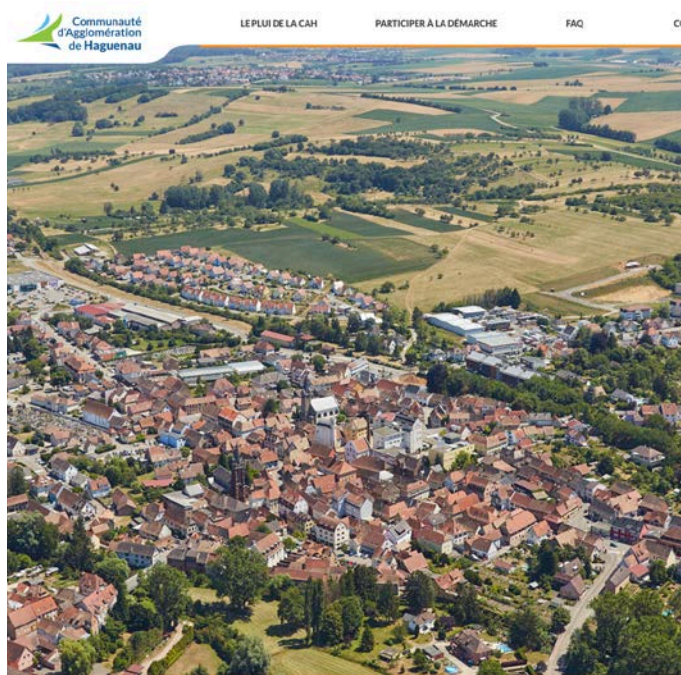 Communauté
d'Agglomération
de Haguenau
LE PLUI DE LA CAH
PARTICIPER À LA DÉMARCHE
FAQ